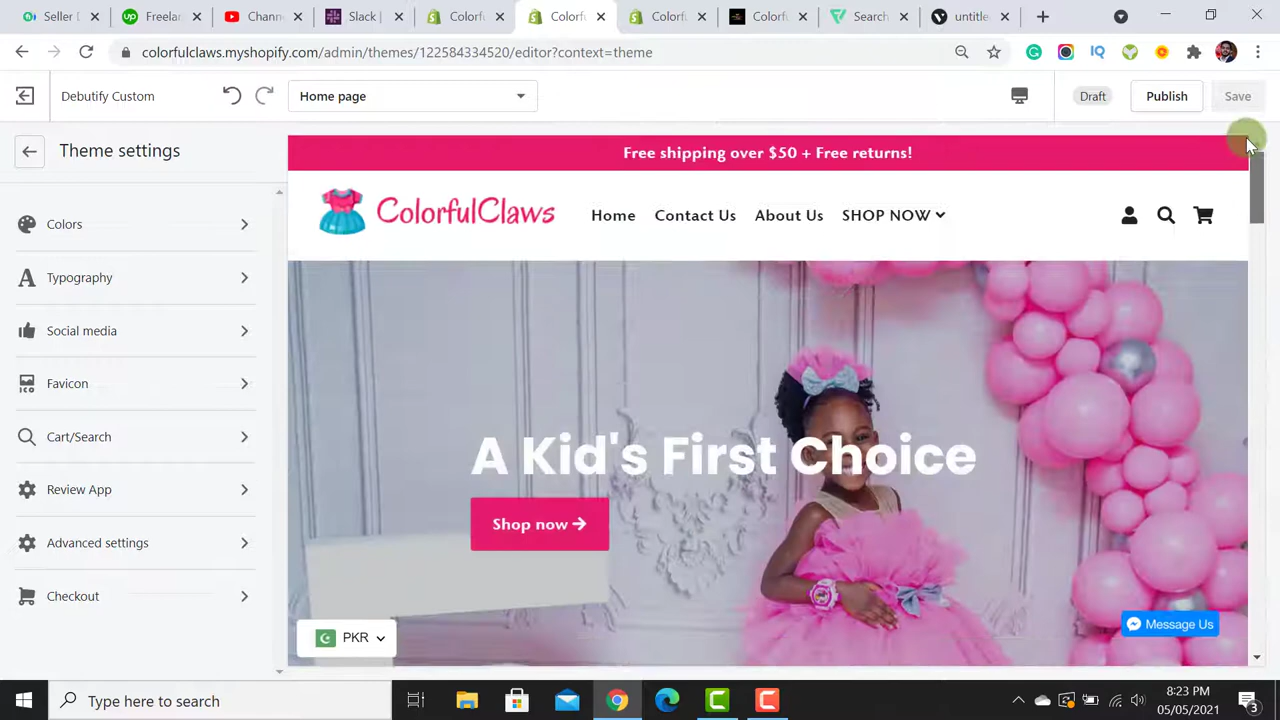 Selle D
Freelan
Chann
Slack |
Colorfu
Colorfu
Colorfu
Colorfu
Search
untitle
colorfulclaws.myshopify.com/admin/themes/122584334520/editor?context=theme
Debutify Custom
Home page
Draft
Publish
Save
Theme settings
Free shipping over $50 + Free returns!
ColorfulClaws
Home
Contact Us
About Us
SHOP NOW
Colors
Typography
Social media
Favicon
Cart/Search
Review App
Advanced settings
Checkout
A Kid's First Choice
Shop now
PKR
Message Us
Type here to search
8:23 PM
05/05/2021
3